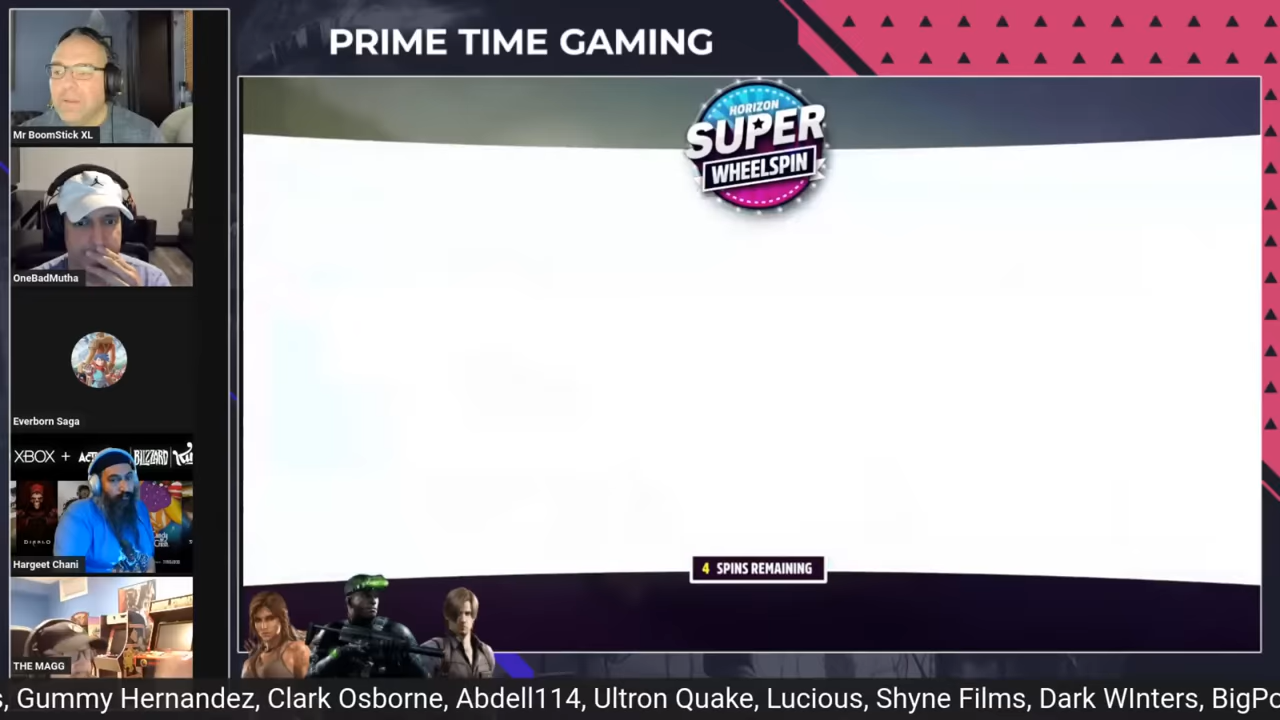 PRIME TIME GAMING
Mr BoomStick XL
OneBadMutha
Everborn Saga
XBOX +
BLIZZARD
DIABLO
Hargeet Chani
THE MAGG
HORIZON
SUPER
WHEELSPIN
4 SPINS REMAINING
, Gummy Hernandez, Clark Osborne, Abdell114, Ultron Quake, Lucious, Shyne Films, Dark WInters,